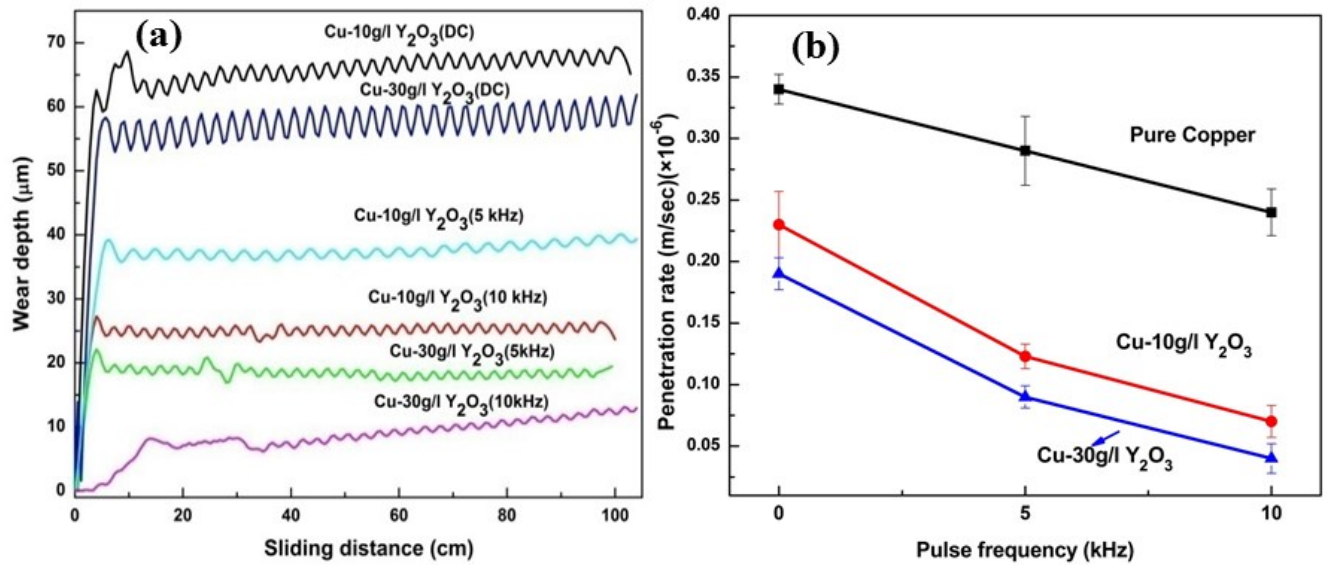 (a)
Cu-10g/l Y₂O₃(DC)
Cu-30g/l Y₂O₃(DC)
Cu-10g/l Y₂O₃(5 kHz)
Cu-10g/l Y₂O₃(10 kHz)
Cu-30g/l Y₂O₃(5kHz)
Cu-30g/l Y₂O₃(10kHz)
Wear depth (μm)
70
60
50
40
30
20
10
0
0 20 40 60 80 100
Sliding distance (cm)
(b)
Pure Copper
Cu-10g/l Y₂O₃
Cu-30g/l Y₂O₃
Penetration rate (m/sec)(×10⁻⁶)
0.40
0.35
0.30
0.25
0.20
0.15
0.10
0.05
0 5 10
Pulse frequency (kHz)